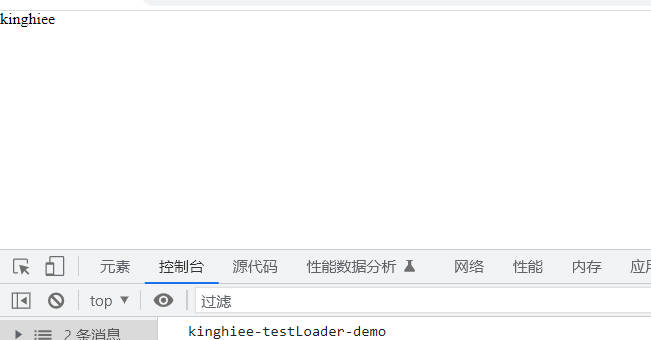 kinghiee
元素 控制台 源代码 性能数据分析 网络 性能 内存 应用
top ▼ 过滤
2 条消息 kinghiee-testLoader-demo